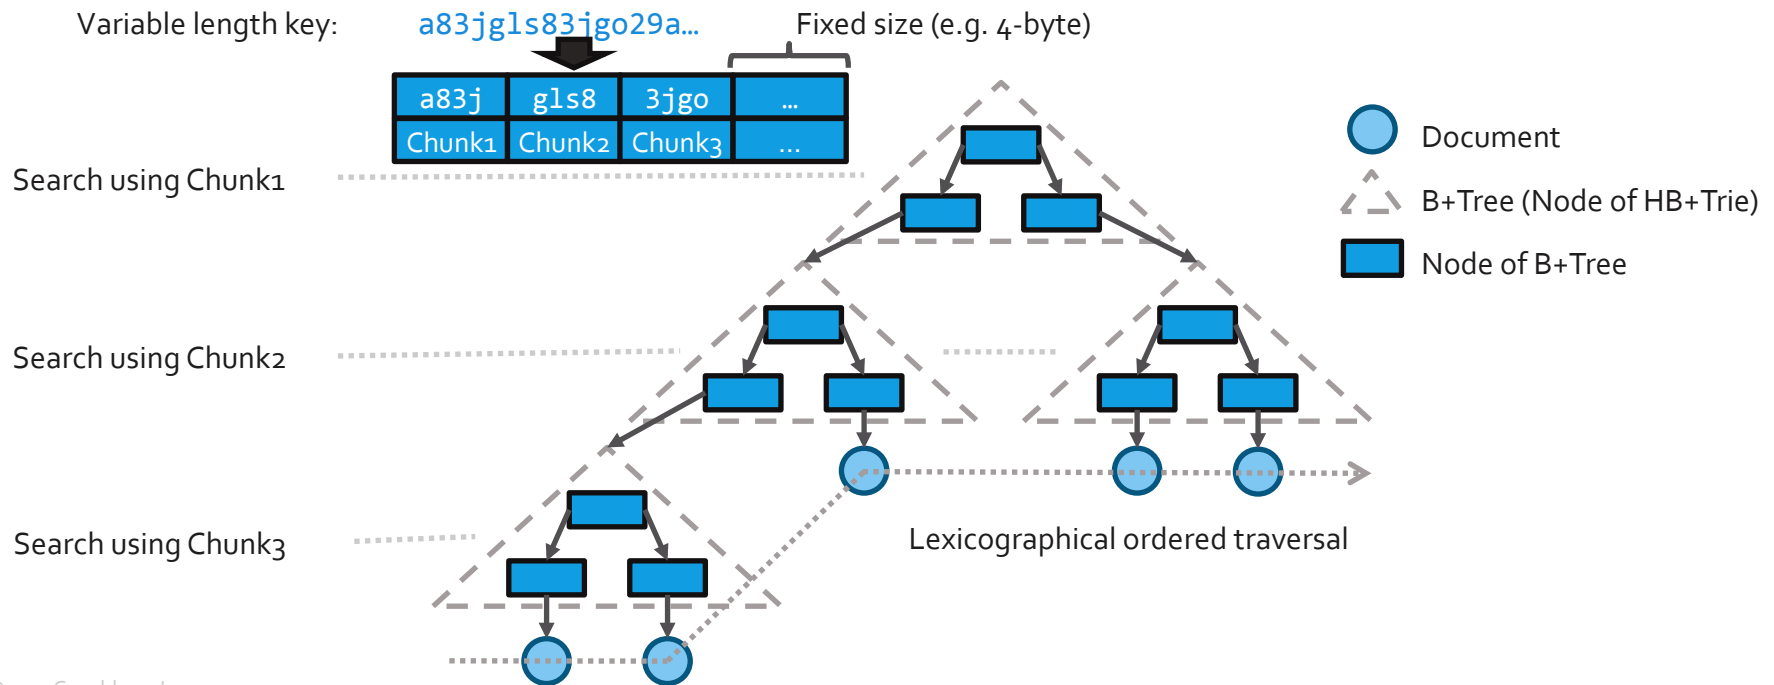 Variable length key: a83jgls83jgo29a… Fixed size (e.g. 4-byte)
a83j gls8 3jgo …
Chunk1 Chunk2 Chunk3 …
Search using Chunk1
Search using Chunk2
Search using Chunk3
Document
B+Tree (Node of HB+Trie)
Node of B+Tree
Lexicographical ordered traversal